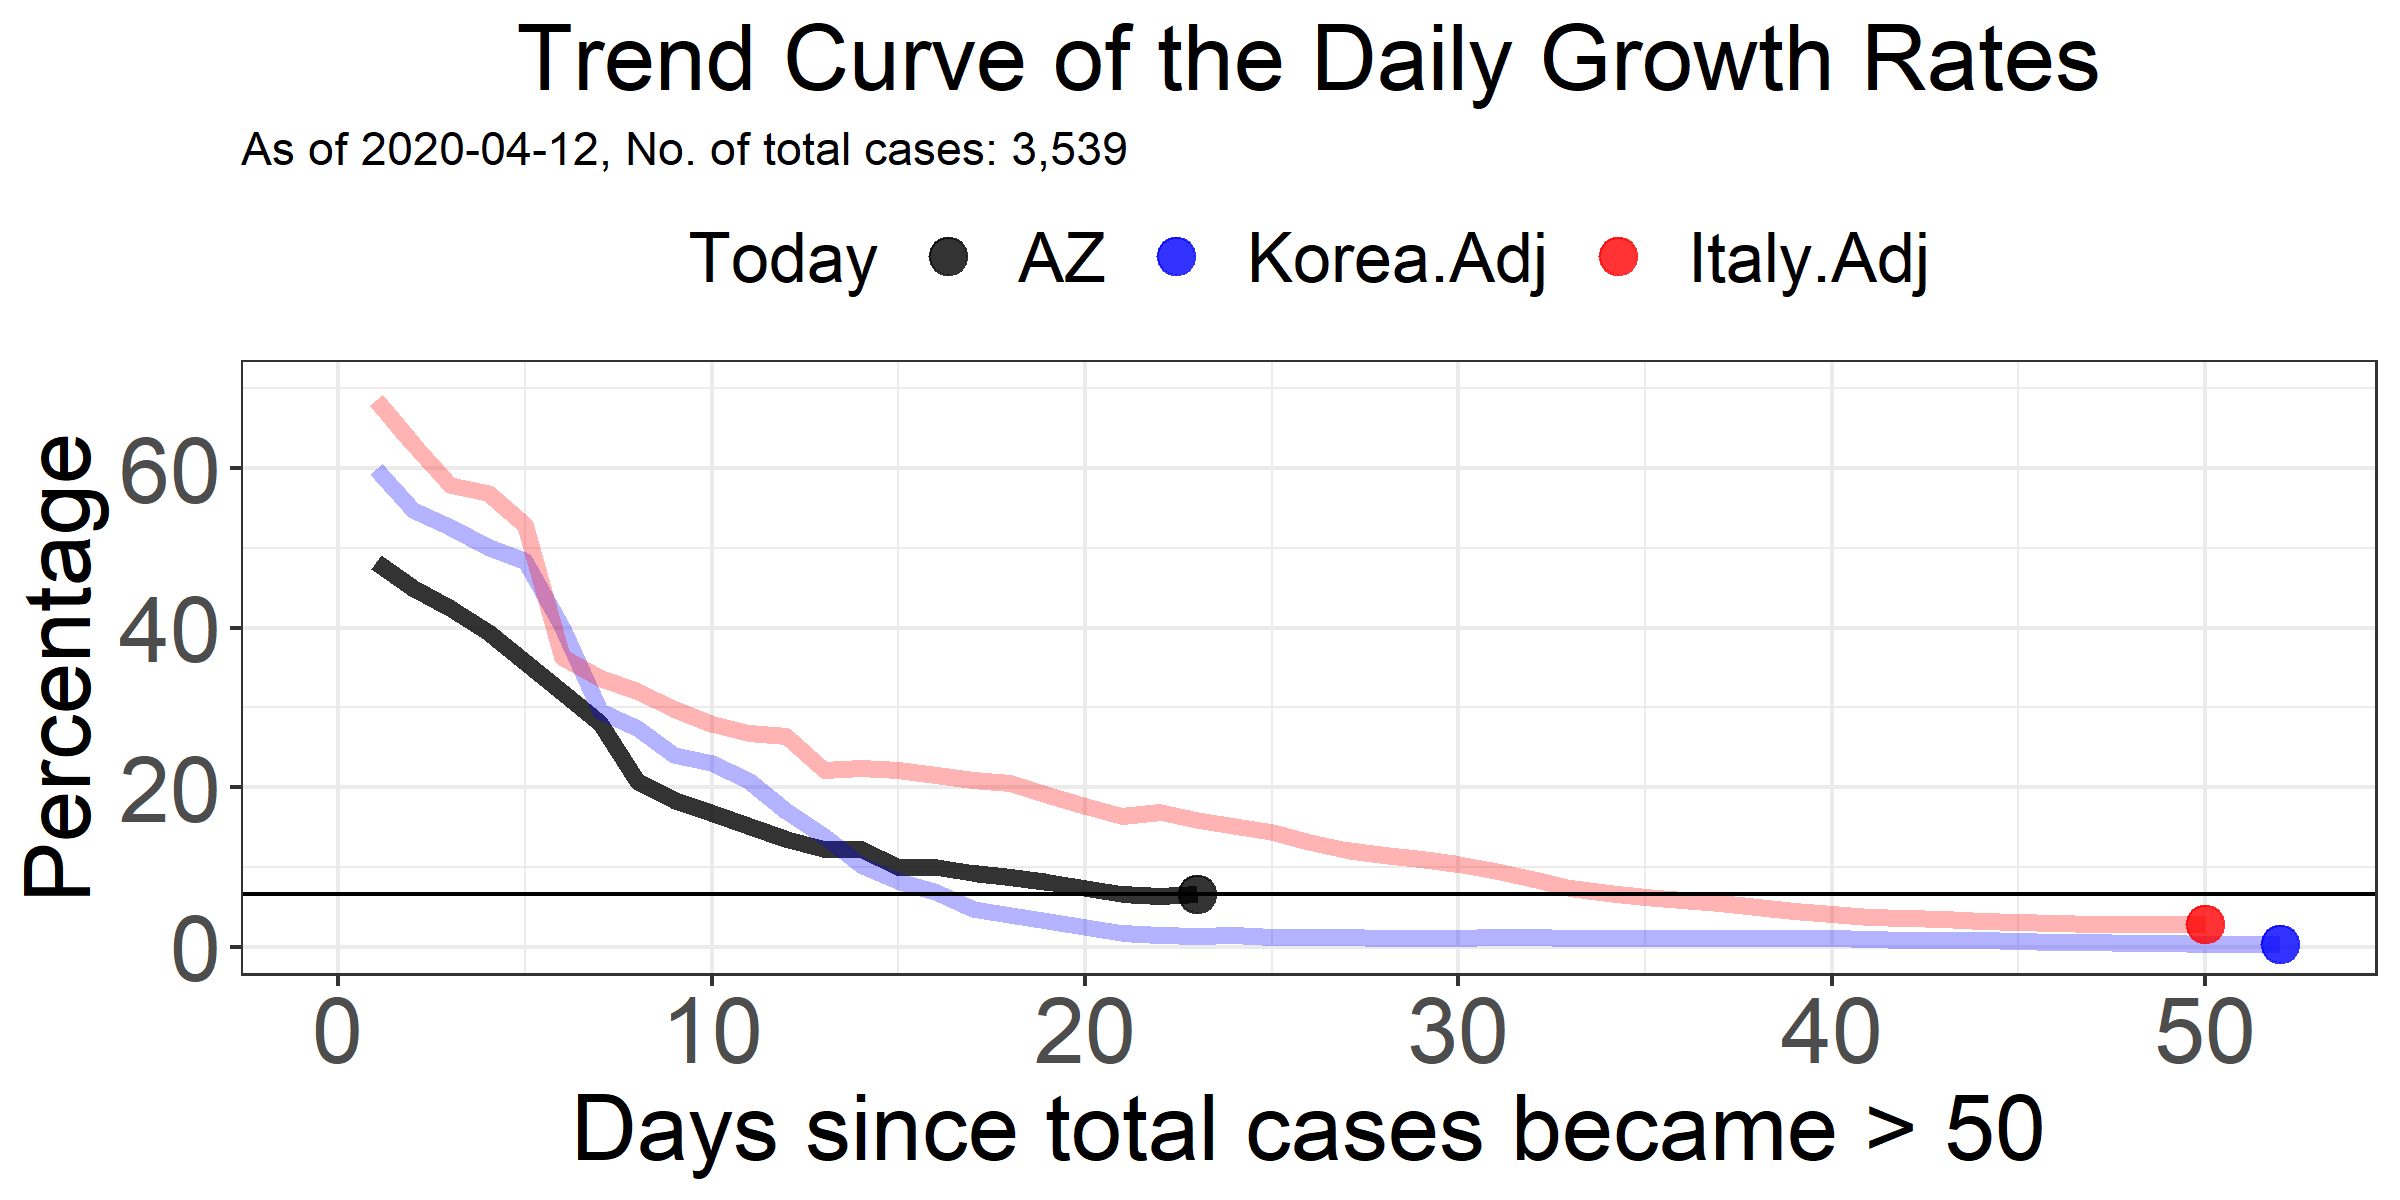 Trend Curve of the Daily Growth Rates
As of 2020-04-12, No. of total cases: 3,539
Today AZ Korea.Adj Italy.Adj
Percentage
60
40
20
0
0 10 20 30 40 50
Days since total cases became > 50